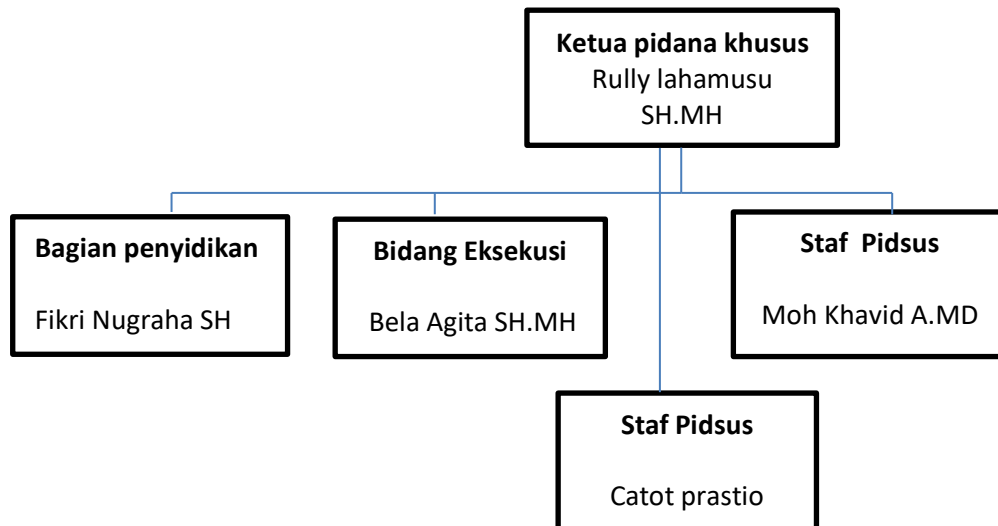 Ketua pidana khusus
Rully lahamusu
SH.MH
Bagian penyidikan
Fikri Nugraha SH
Bidang Eksekusi
Bela Agita SH.MH
Staf Pidsus
Moh Khavid A.MD
Staf Pidsus
Catot prastio